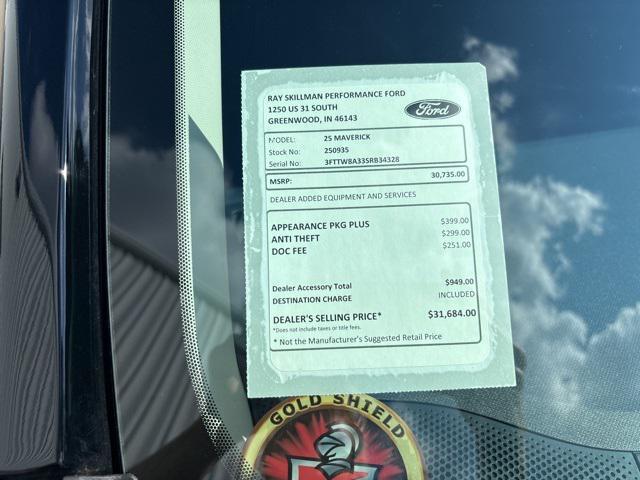 RAY SKILLMAN PERFORMANCE FORD
1250 US 31 SOUTH
GREENWOOD, IN 46143
Ford
MODEL: 25 MAVERICK
Stock No: 250935
Serial No: 3FTTW8A33SRB34328
MSRP: 30,735.00
DEALER ADDED EQUIPMENT AND SERVICES
APPEARANCE PKG PLUS $399.00
ANTI THEFT $299.00
DOC FEE $251.00
Dealer Accessory Total $949.00
DESTINATION CHARGE INCLUDED
DEALER'S SELLING PRICE* $31,684.00
*Does not include taxes or title fees.
* Not the Manufacturer's Suggested Retail Price
GOLD SHIELD